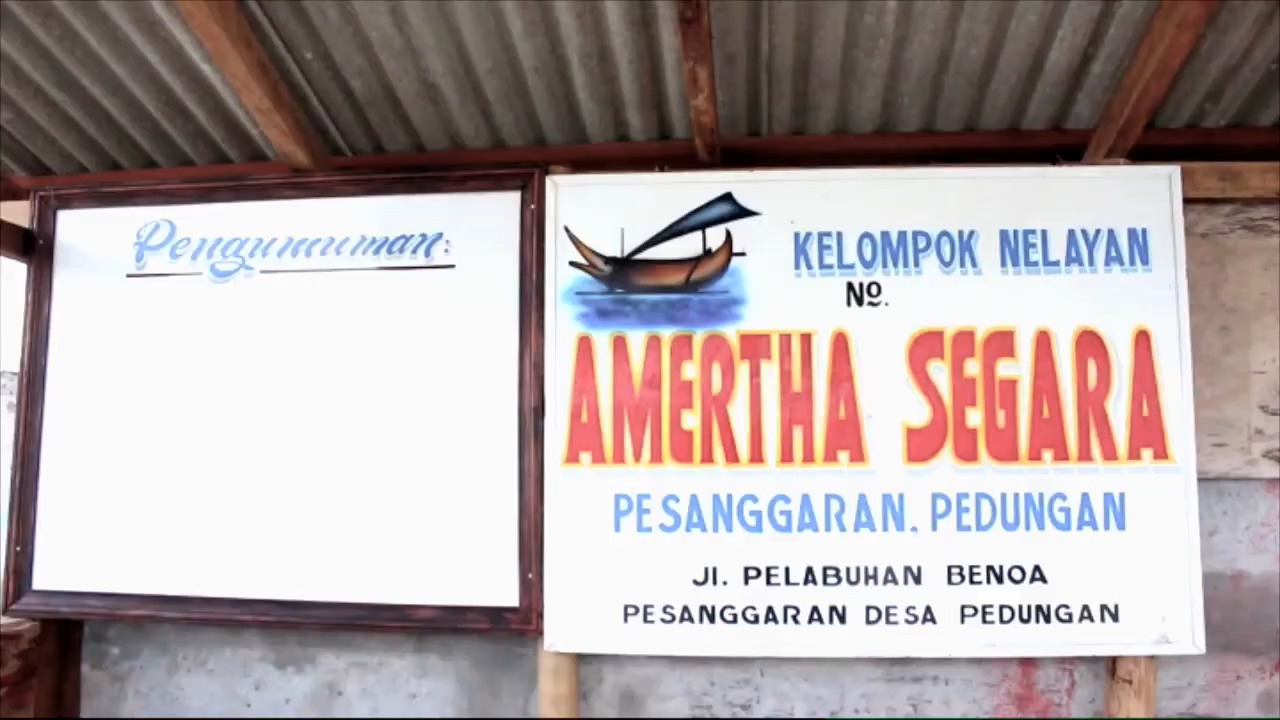 Pengumuman:
KELOMPOK NELAYAN
No.
AMERTHA SEGARA
PESANGGARAN. PEDUNGAN
Jl. PELABUHAN BENOA
PESANGGARAN DESA PEDUNGAN